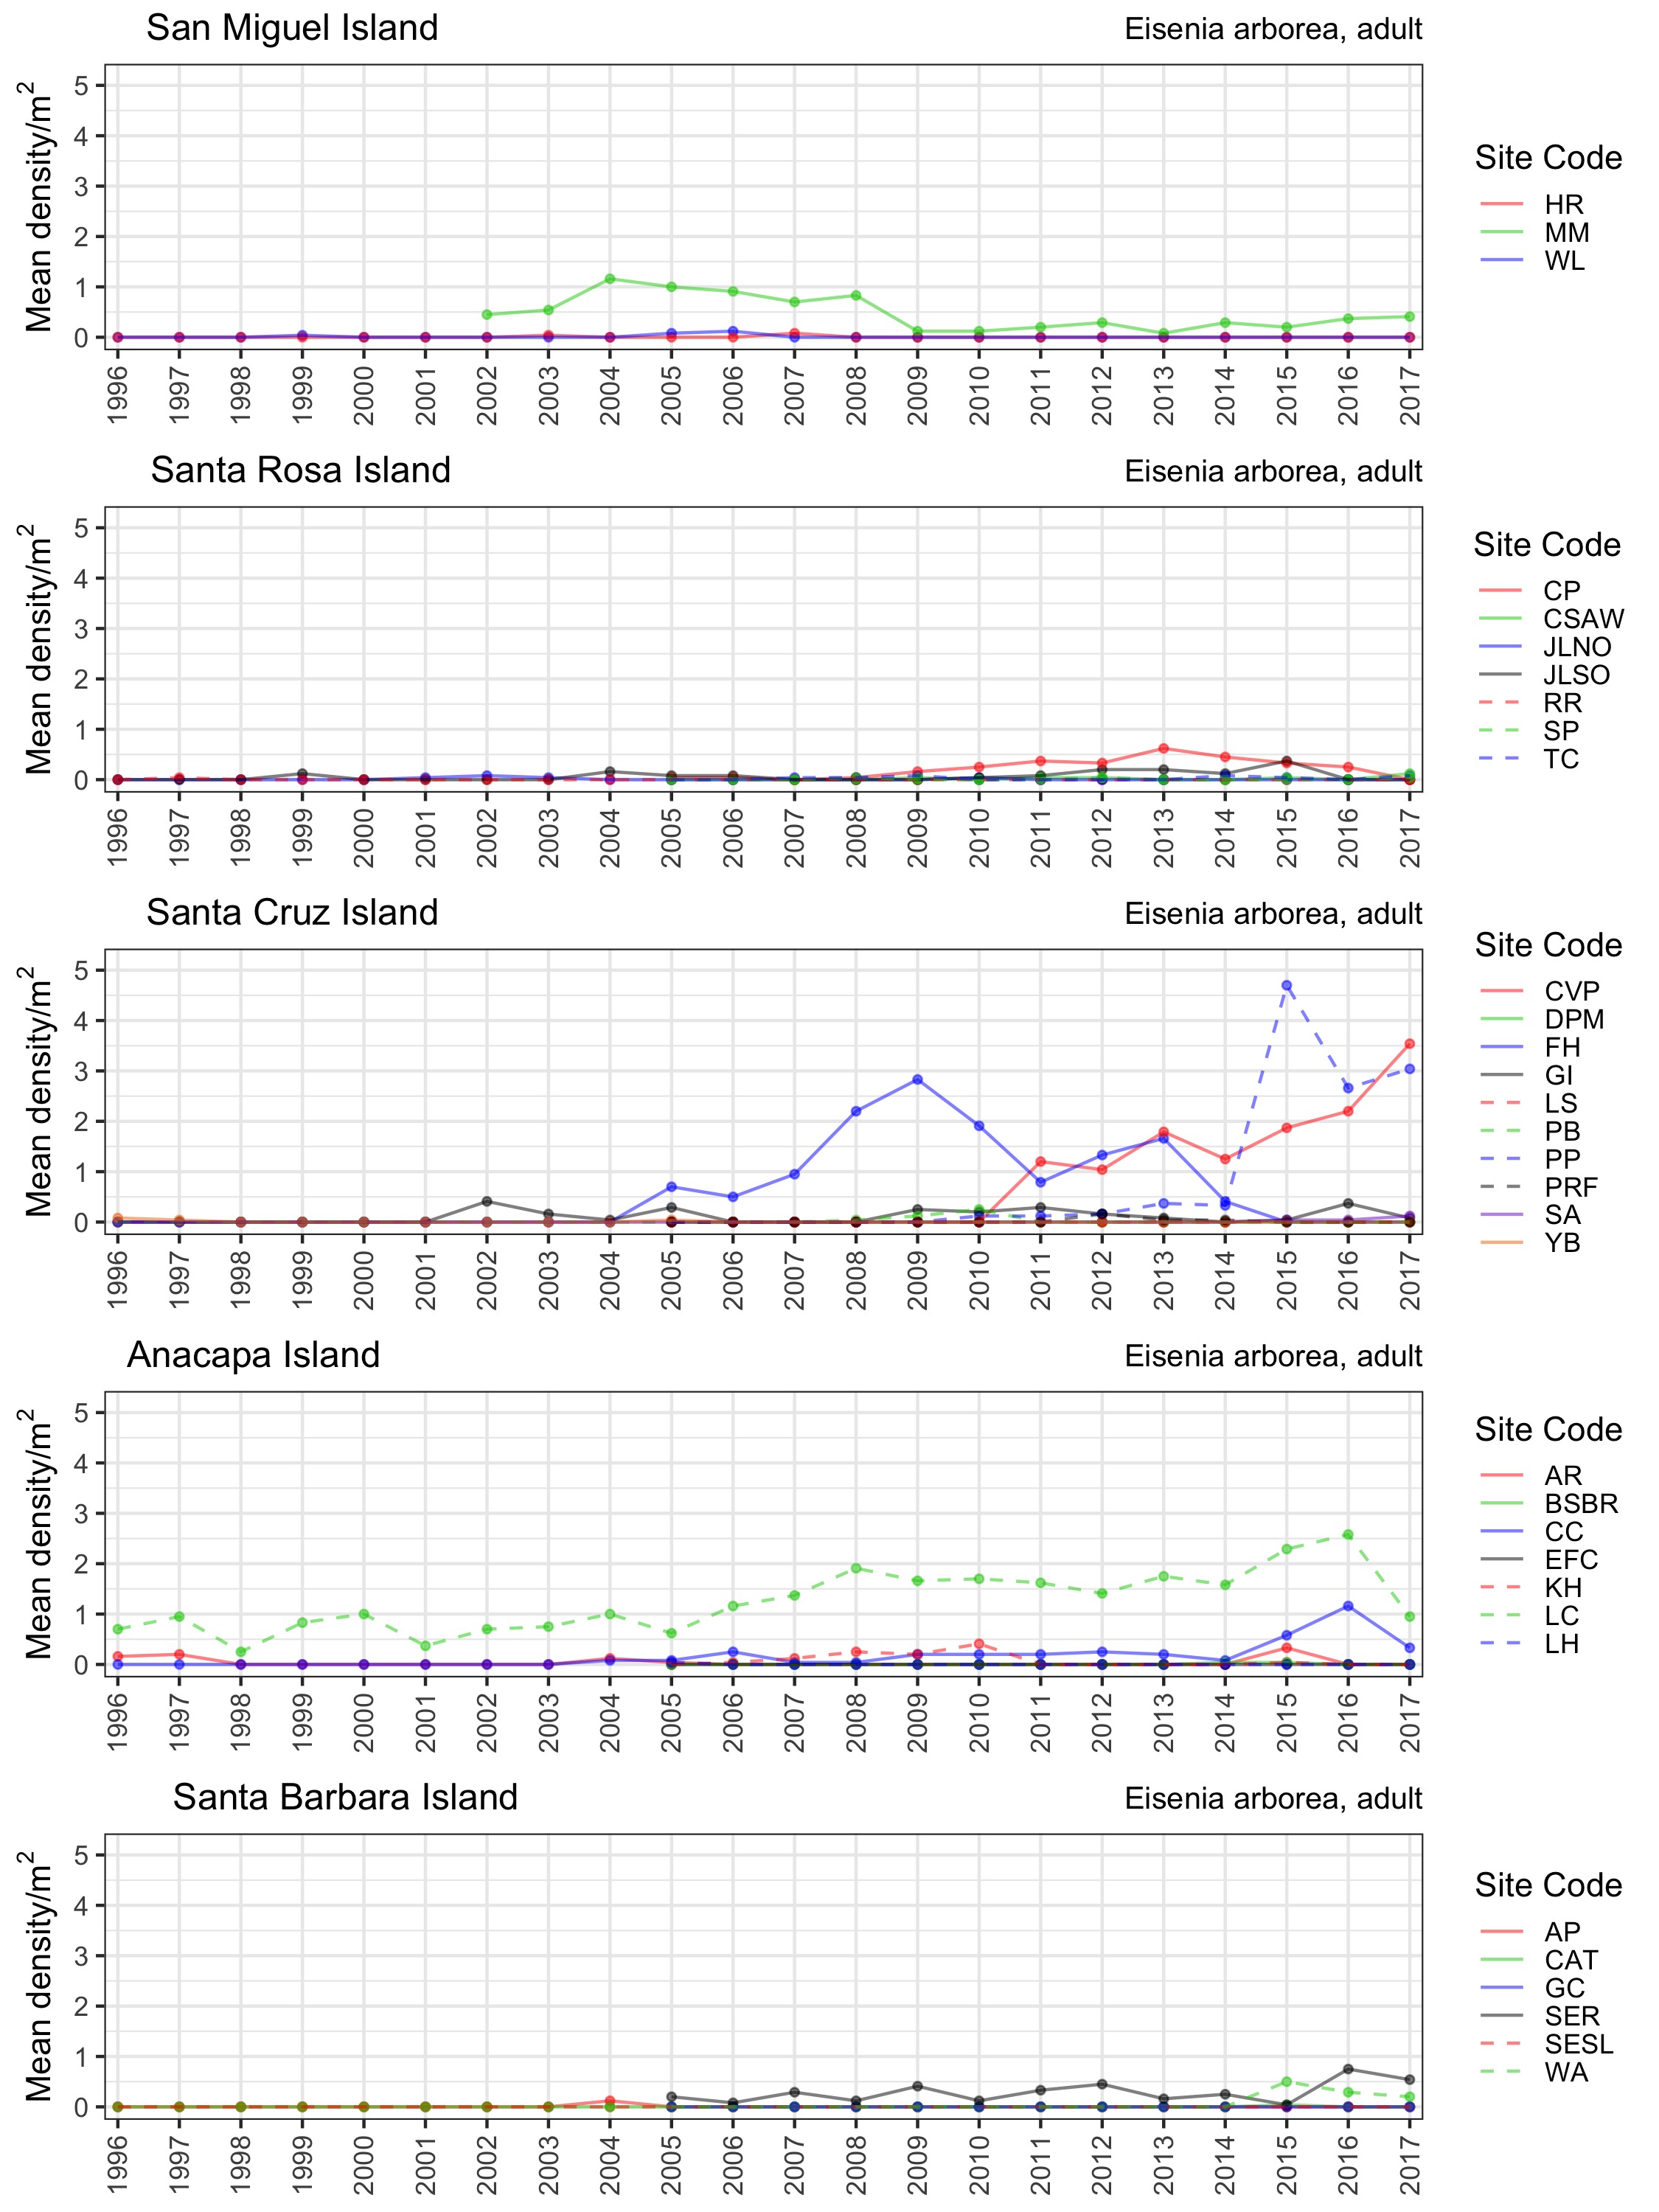 San Miguel Island Eisenia arborea, adult
Mean density/m²
5
4
3
2
1
0
1996 1997 1998 1999 2000 2001 2002 2003 2004 2005 2006 2007 2008 2009 2010 2011 2012 2013 2014 2015 2016 2017
Site Code
HR
MM
WL
Santa Rosa Island Eisenia arborea, adult
Mean density/m²
5
4
3
2
1
0
1996 1997 1998 1999 2000 2001 2002 2003 2004 2005 2006 2007 2008 2009 2010 2011 2012 2013 2014 2015 2016 2017
Site Code
CP
CSAW
JLNO
JLSO
RR
SP
TC
Santa Cruz Island Eisenia arborea, adult
Mean density/m²
5
4
3
2
1
0
1996 1997 1998 1999 2000 2001 2002 2003 2004 2005 2006 2007 2008 2009 2010 2011 2012 2013 2014 2015 2016 2017
Site Code
CVP
DPM
FH
GI
LS
PB
PP
PRF
SA
YB
Anacapa Island Eisenia arborea, adult
Mean density/m²
5
4
3
2
1
0
1996 1997 1998 1999 2000 2001 2002 2003 2004 2005 2006 2007 2008 2009 2010 2011 2012 2013 2014 2015 2016 2017
Site Code
AR
BSBR
CC
EFC
KH
LC
LH
Santa Barbara Island Eisenia arborea, adult
Mean density/m²
5
4
3
2
1
0
1996 1997 1998 1999 2000 2001 2002 2003 2004 2005 2006 2007 2008 2009 2010 2011 2012 2013 2014 2015 2016 2017
Site Code
AP
CAT
GC
SER
SESL
WA